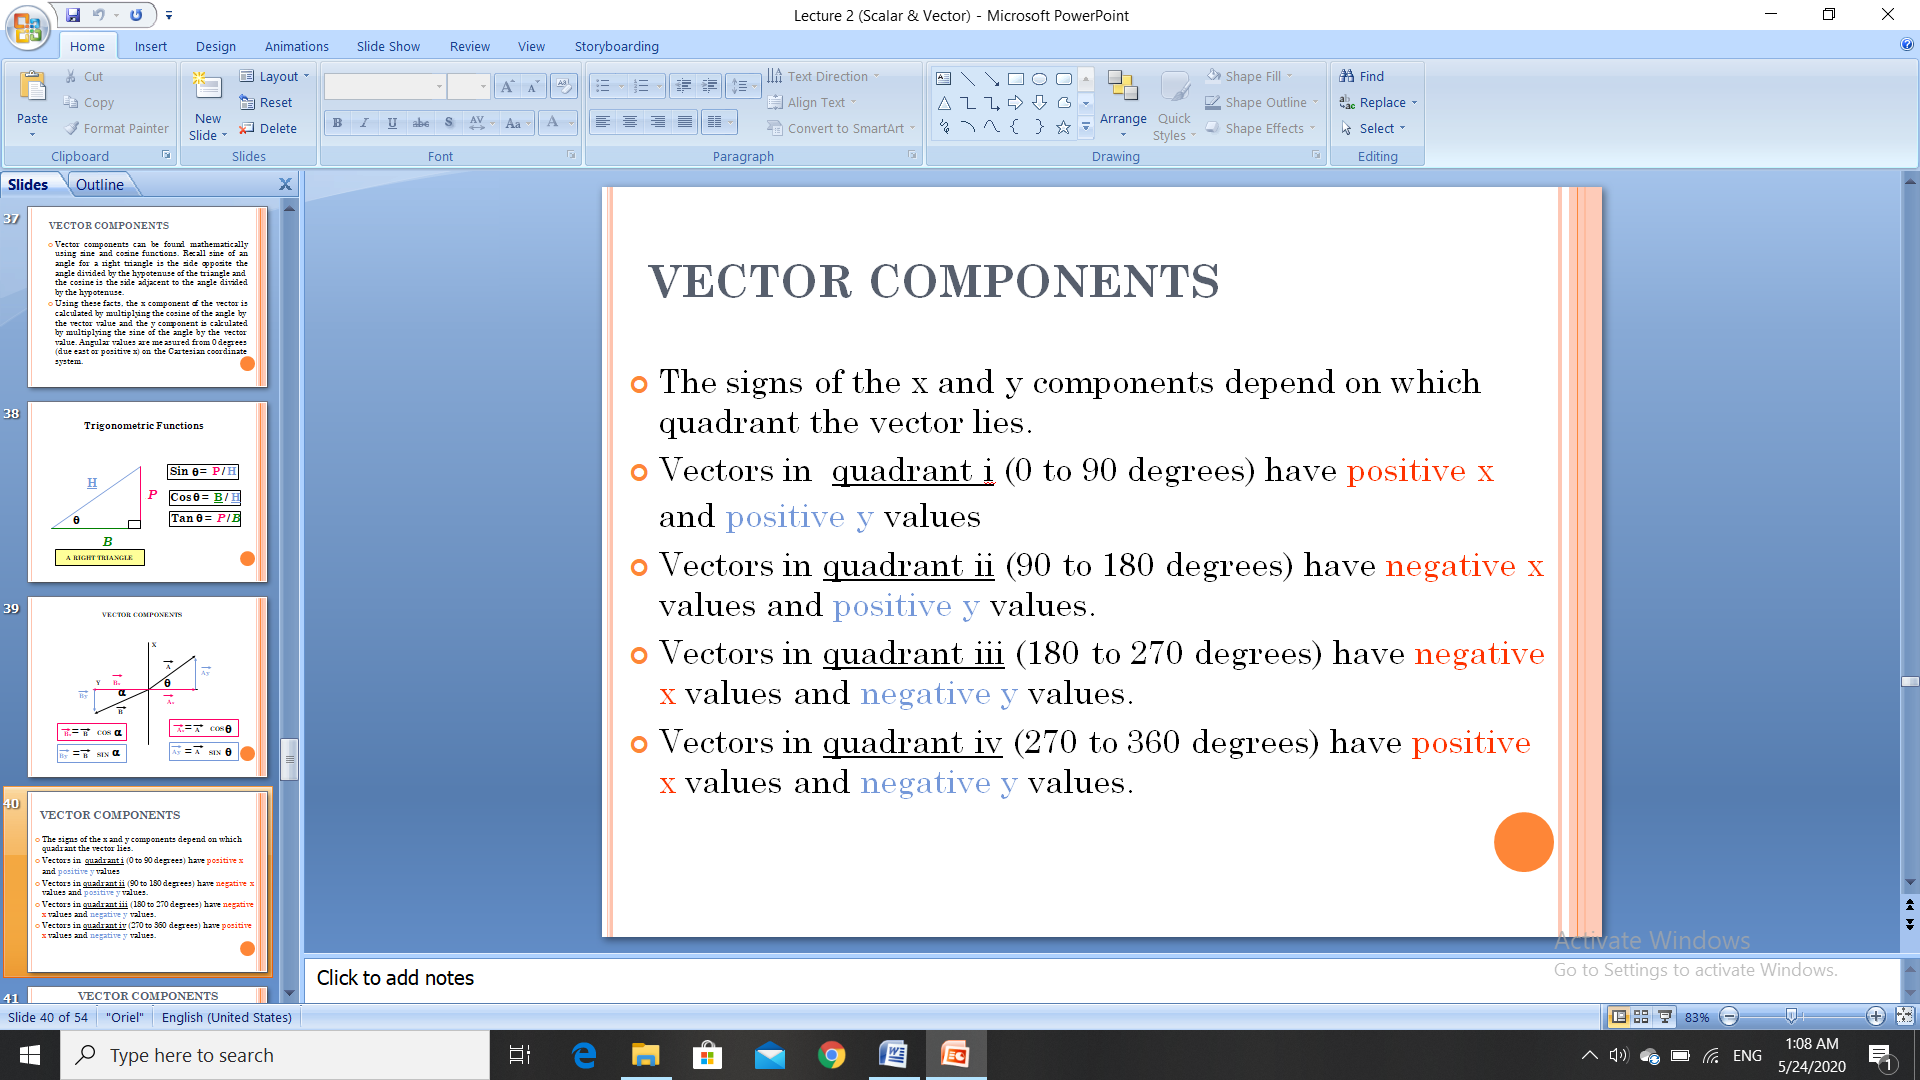 Lecture 2 (Scalar & Vector) - Microsoft PowerPoint
Home Insert Design Animations Slide Show Review View Storyboarding
Paste
Cut
Copy
Format Painter
Clipboard
New
Slide
Layout
Reset
Delete
Slides
Font
Text Direction
Align Text
Convert to SmartArt
Paragraph
Arrange
Quick
Styles
Shape Fill
Shape Outline
Shape Effects
Drawing
Find
Replace
Select
Editing
Slides Outline
37
VECTOR COMPONENTS
Vector components can be found mathematically
using sine and cosine functions. Recall sine of an
angle for a right triangle is the side opposite the
angle divided by the hypotenuse of the triangle and
the cosine is the side adjacent to the angle divided
by the hypotenuse.
Using these facts, the x component of the vector is
calculated by multiplying the cosine of the angle by
the vector value and the y component is calculated
by multiplying the sine of the angle by the vector
value. Angular values are measured from 0 degrees
(due east or positive x) on the Cartesian coordinate
system.
38
Trigonometric Functions
H
P
θ
B
Sin θ = P / H
Cos θ = B / H
Tan θ = P / B
A RIGHT TRIANGLE
39
VECTOR COMPONENTS
X
A
Ay
Y
Bx
θ
By
α
Ax
B
Bx = B COS α
Ax = A COS θ
By = B SIN α
Ay = A SIN θ
40
VECTOR COMPONENTS
The signs of the x and y components depend on which
quadrant the vector lies.
Vectors in quadrant i (0 to 90 degrees) have positive x
and positive y values
Vectors in quadrant ii (90 to 180 degrees) have negative x
values and positive y values.
Vectors in quadrant iii (180 to 270 degrees) have negative
x values and negative y values.
Vectors in quadrant iv (270 to 360 degrees) have positive
x values and negative y values.
41
VECTOR COMPONENTS
VECTOR COMPONENTS
The signs of the x and y components depend on which
quadrant the vector lies.
Vectors in quadrant i (0 to 90 degrees) have positive x
and positive y values
Vectors in quadrant ii (90 to 180 degrees) have negative x
values and positive y values.
Vectors in quadrant iii (180 to 270 degrees) have negative
x values and negative y values.
Vectors in quadrant iv (270 to 360 degrees) have positive
x values and negative y values.
Activate Windows
Go to Settings to activate Windows.
Click to add notes
Slide 40 of 54 "Oriel" English (United States)
83%
Type here to search
ENG
1:08 AM
5/24/2020
1